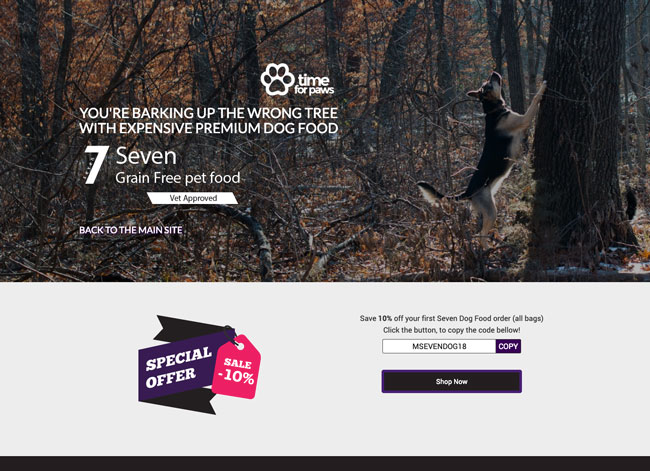 time
for paws
YOU'RE BARKING UP THE WRONG TREE
WITH EXPENSIVE PREMIUM DOG FOOD
7 Seven
Grain Free pet food
Vet Approved
BACK TO THE MAIN SITE
SPECIAL
OFFER
SALE
-10%
Save 10% off your first Seven Dog Food order (all bags)
Click the button, to copy the code bellow!
MSEVENDOG18 COPY
Shop Now